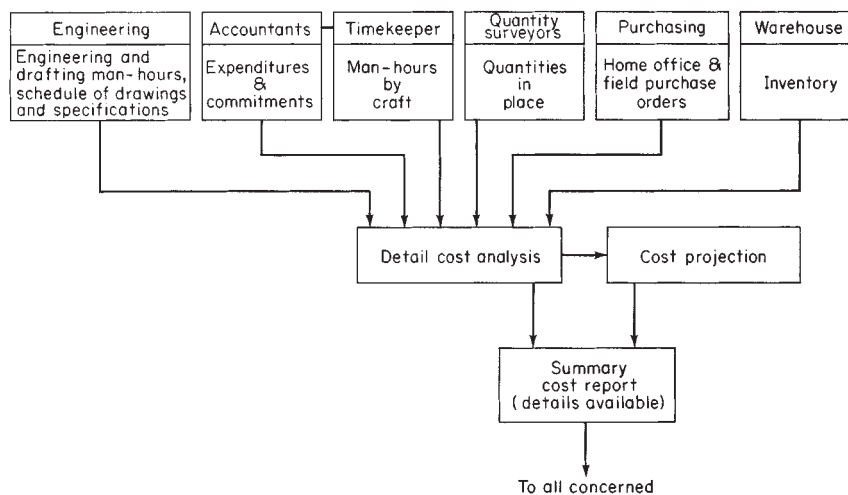 Engineering
Engineering and
drafting man-hours,
schedule of drawings
and specifications
Accountants
Expenditures
&
commitments
Timekeeper
Man-hours
by
craft
Quantity
surveyors
Quantities
in
place
Purchasing
Home office &
field purchase
orders
Warehouse
Inventory
Detail cost analysis
Cost projection
Summary
cost report
(details available)
To all concerned